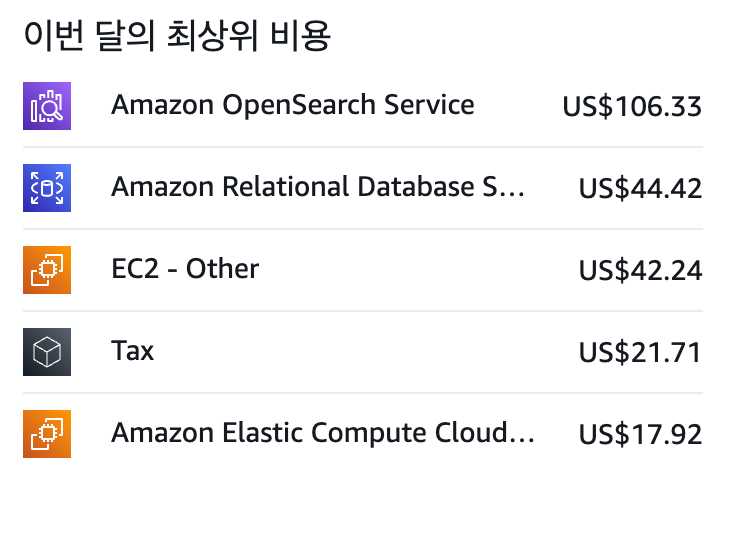 이번 달의 최상위 비용
Amazon OpenSearch Service US$106.33
Amazon Relational Database S... US$44.42
EC2 - Other US$42.24
Tax US$21.71
Amazon Elastic Compute Cloud... US$17.92